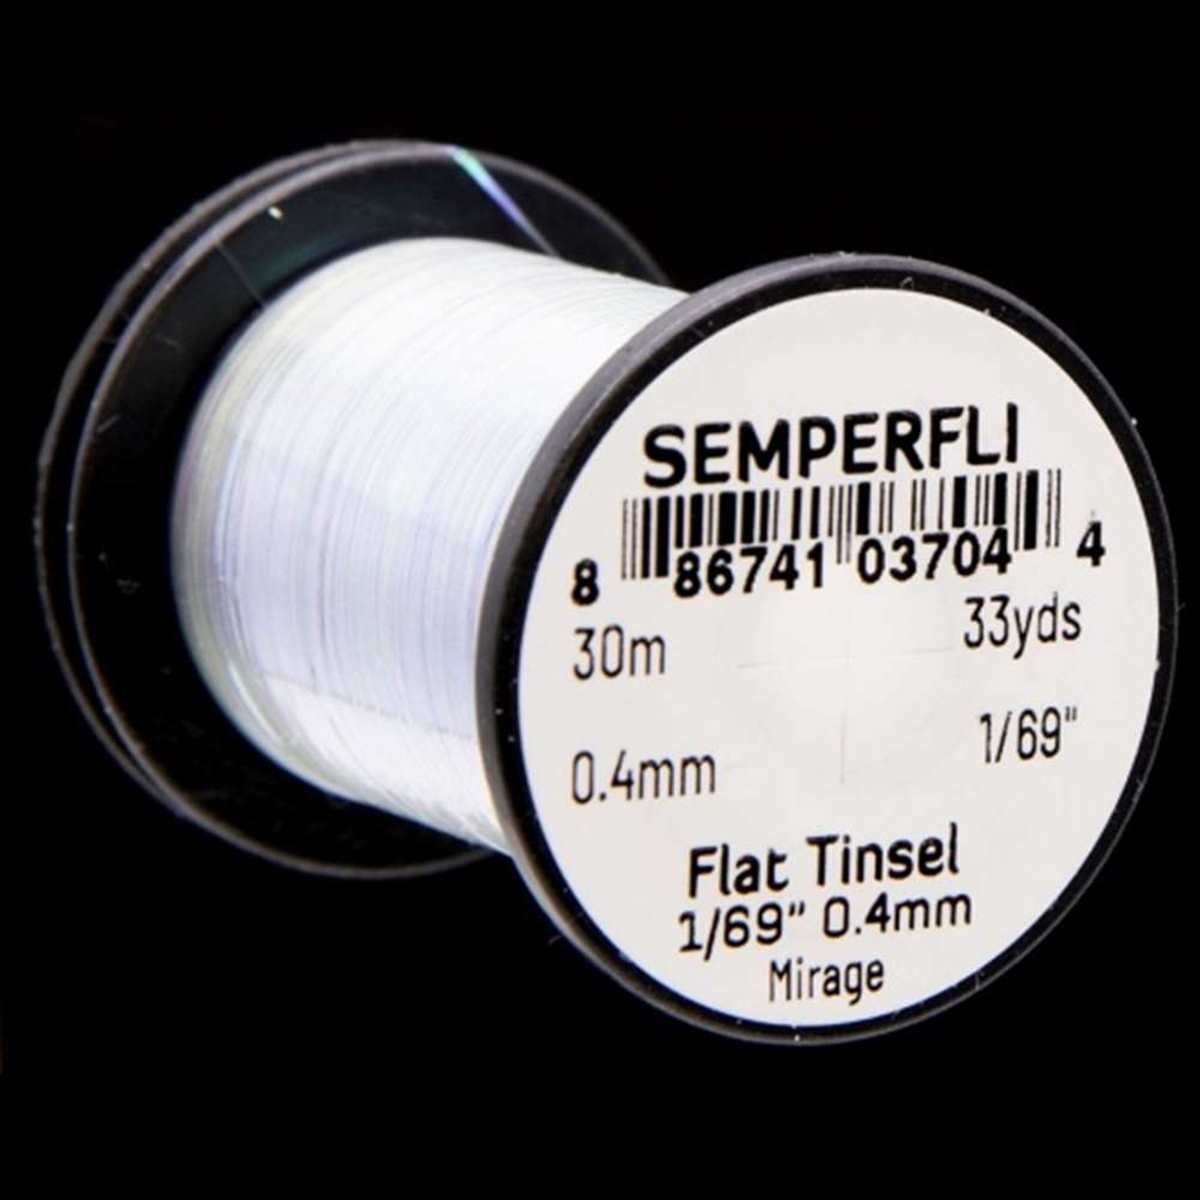 SEMPERFLI
8 86741 03704 4
30m 33yds
0.4mm 1/69"
Flat Tinsel
1/69” 0.4mm
Mirage